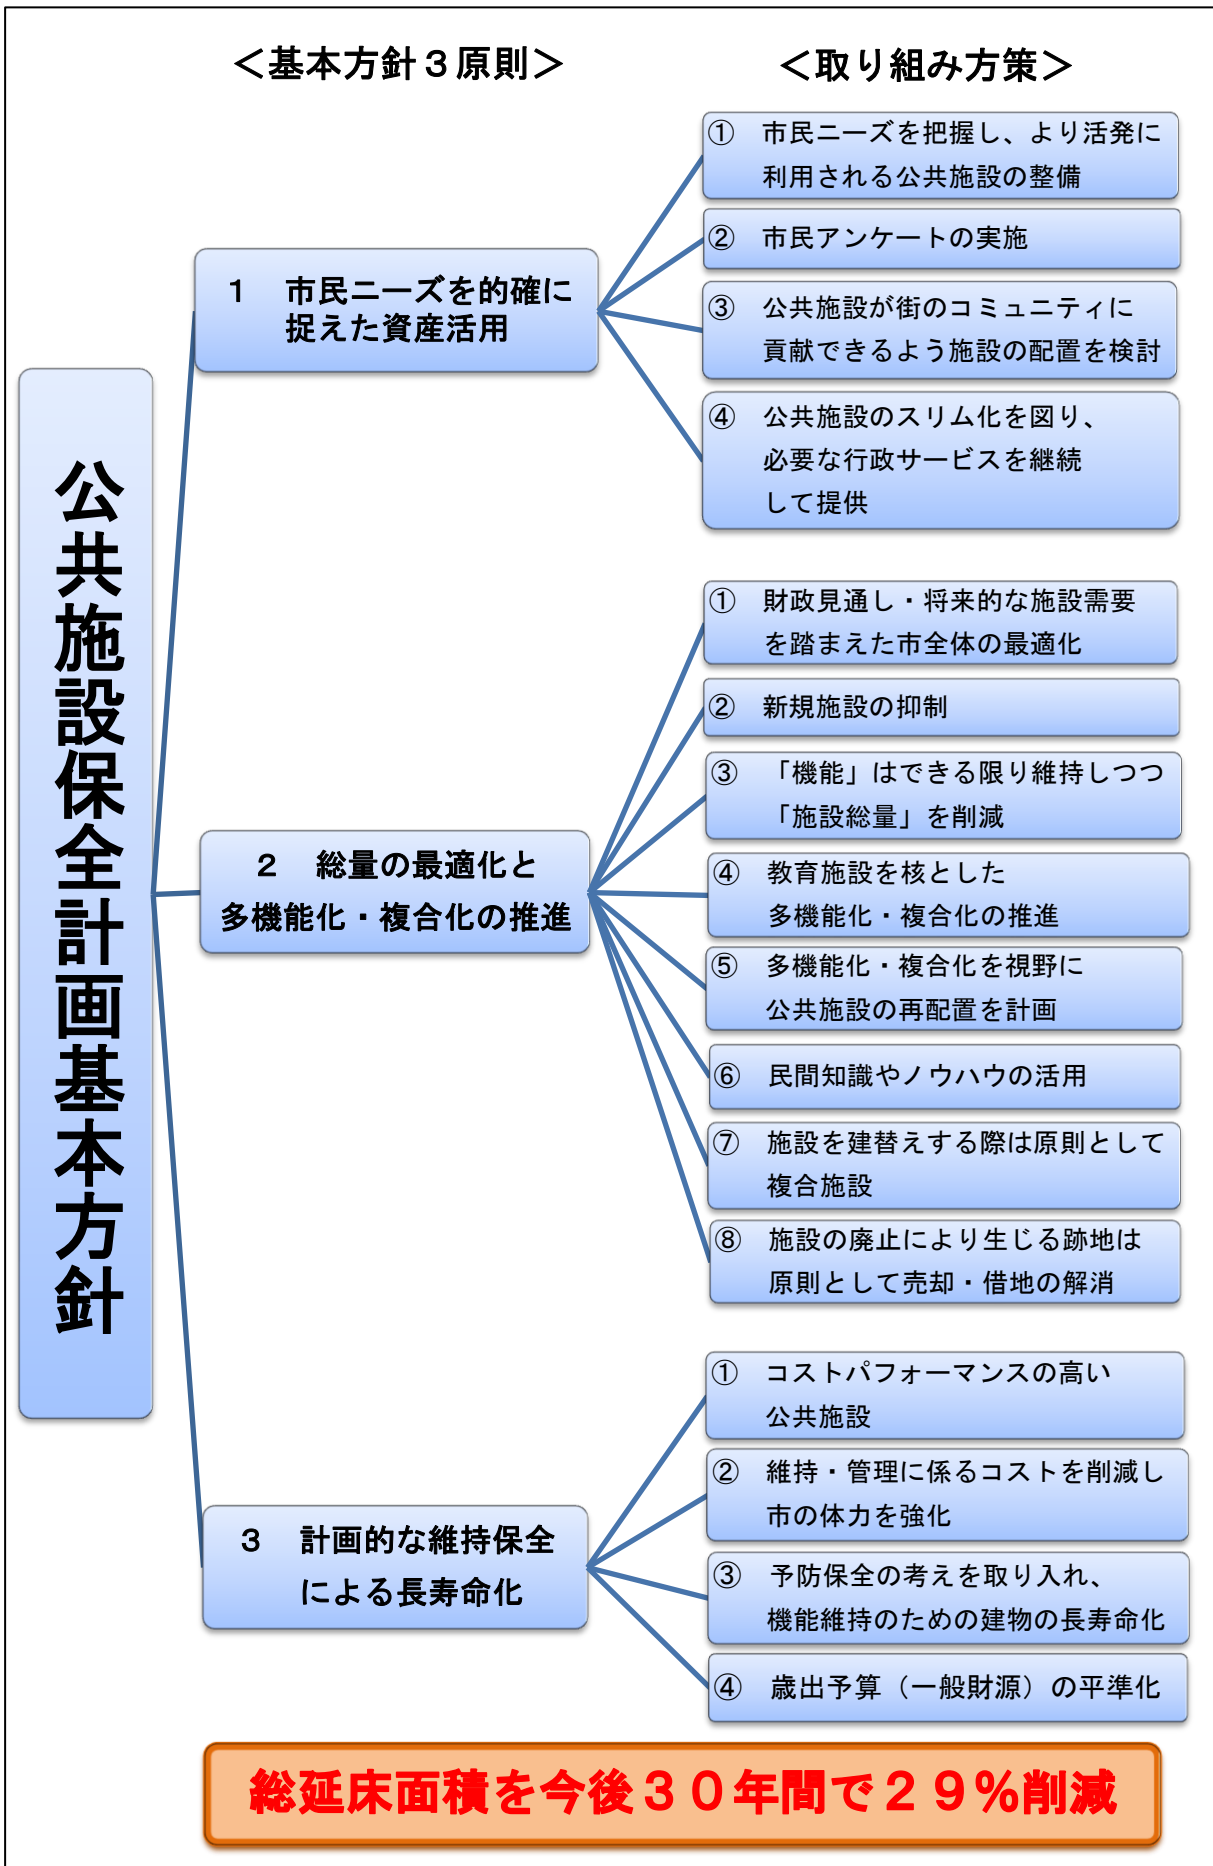 ＜基本方針３原則＞
＜取り組み方策＞
公共施設保全計画基本方針
１　市民ニーズを的確に
捉えた資産活用
①　市民ニーズを把握し、より活発に
利用される公共施設の整備
②　市民アンケートの実施
③　公共施設が街のコミュニティに
貢献できるよう施設の配置を検討
④　公共施設のスリム化を図り、
必要な行政サービスを継続
して提供
２　総量の最適化と
多機能化・複合化の推進
①　財政見通し・将来的な施設需要
を踏まえた市全体の最適化
②　新規施設の抑制
③　「機能」はできる限り維持しつつ
「施設総量」を削減
④　教育施設を核とした
多機能化・複合化の推進
⑤　多機能化・複合化を視野に
公共施設の再配置を計画
⑥　民間知識やノウハウの活用
⑦　施設を建替えする際は原則として
複合施設
⑧　施設の廃止により生じる跡地は
原則として売却・借地の解消
３　計画的な維持保全
による長寿命化
①　コストパフォーマンスの高い
公共施設
②　維持・管理に係るコストを削減し
市の体力を強化
③　予防保全の考えを取り入れ、
機能維持のための建物の長寿命化
④　歳出予算（一般財源）の平準化
総延床面積を今後３０年間で２９％削減